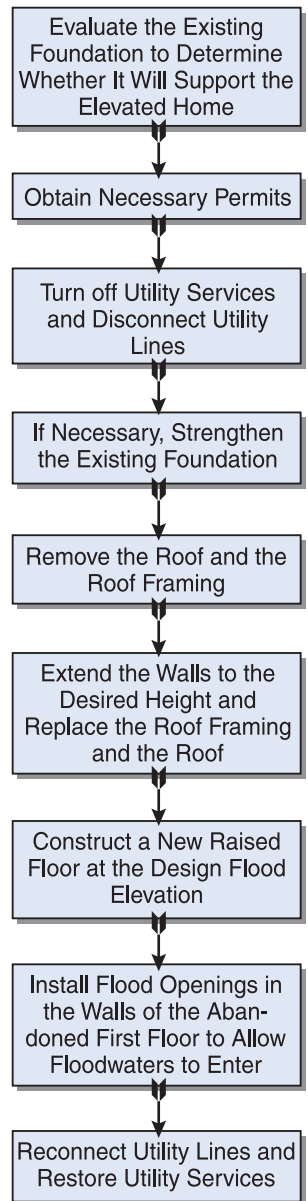 Evaluate the Existing
Foundation to Determine
Whether It Will Support the
Elevated Home
Obtain Necessary Permits
Turn off Utility Services
and Disconnect Utility
Lines
If Necessary, Strengthen
the Existing Foundation
Remove the Roof and the
Roof Framing
Extend the Walls to the
Desired Height and
Replace the Roof Framing
and the Roof
Construct a New Raised
Floor at the Design Flood
Elevation
Install Flood Openings in
the Walls of the Aban-
doned First Floor to Allow
Floodwaters to Enter
Reconnect Utility Lines and
Restore Utility Services